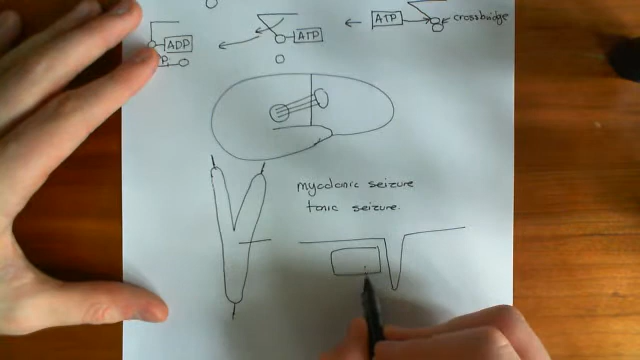 ATP
crossbridge
ATP
ADP
P
myoclonic seizure
tonic seizure.